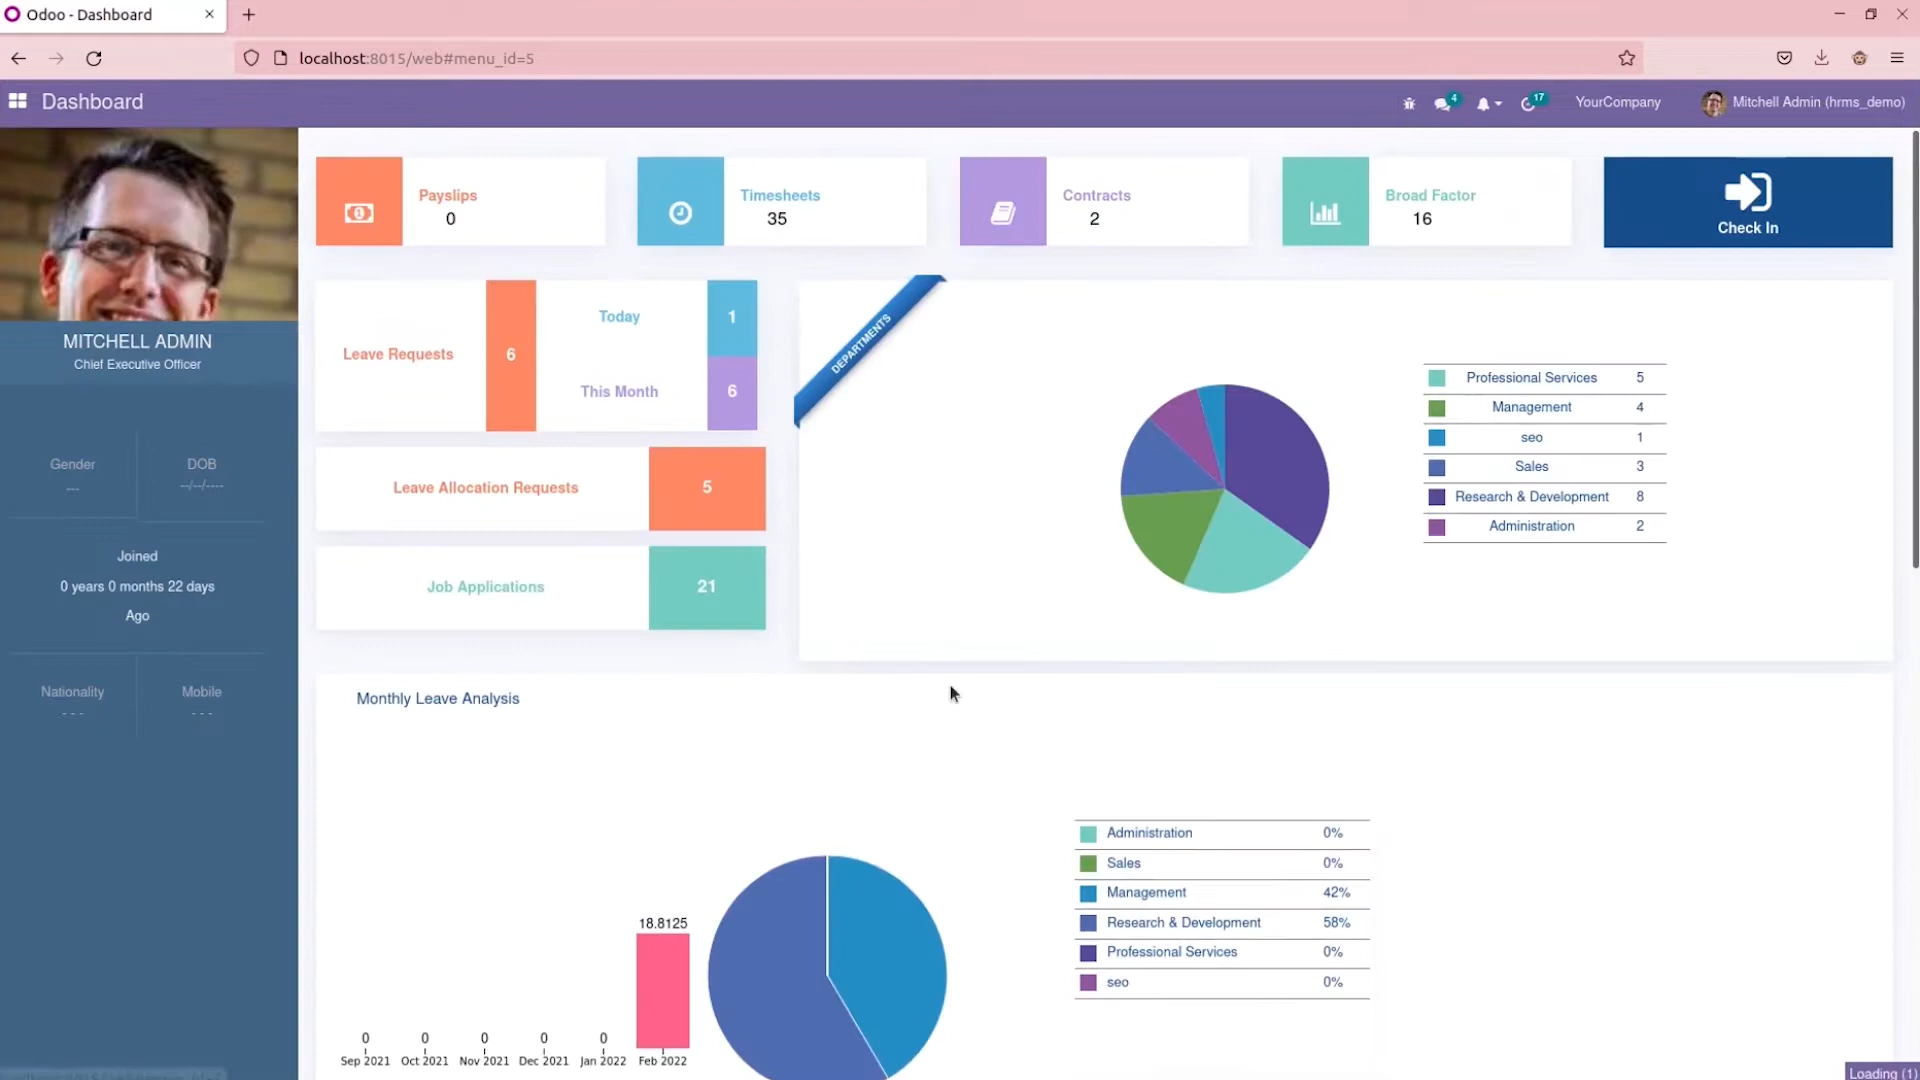 Odoo - Dashboard
localhost:8015/web#menu_id=5
Dashboard
4
17
YourCompany
Mitchell Admin (hrms_demo)
MITCHELL ADMIN
Chief Executive Officer
Gender
DOB
---
--/--/----
Joined
0 years 0 months 22 days
Ago
Nationality
Mobile
- - -
- - -
Payslips
0
Timesheets
35
Contracts
2
Broad Factor
16
Check In
Leave Requests
6
Today
1
This Month
6
Leave Allocation Requests
5
Job Applications
21
DEPARTMENTS
Professional Services 5
Management 4
seo 1
Sales 3
Research & Development 8
Administration 2
Monthly Leave Analysis
18.8125
0 0 0 0 0
Sep 2021 Oct 2021 Nov 2021 Dec 2021 Jan 2022 Feb 2022
Administration 0%
Sales 0%
Management 42%
Research & Development 58%
Professional Services 0%
seo 0%
Loading (1)